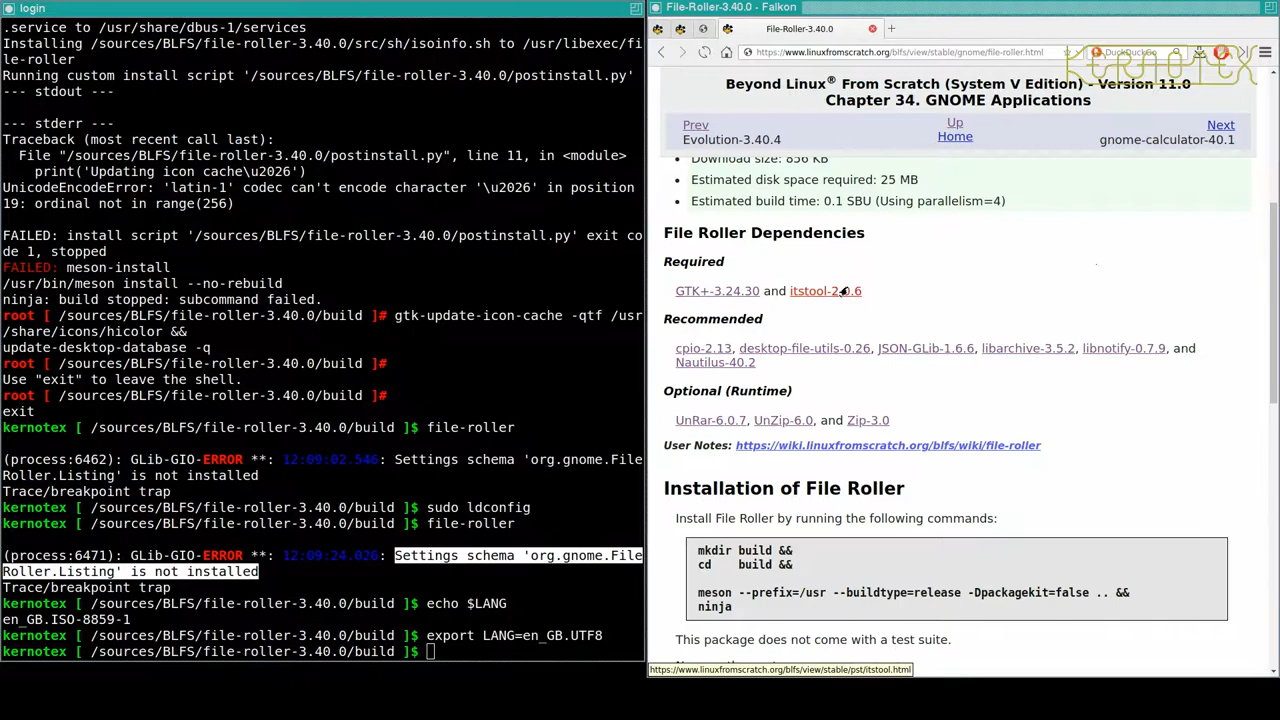 login
.service to /usr/share/dbus-1/services
Installing /sources/BLFS/file-roller-3.40.0/src/sh/isoinfo.sh to /usr/libexec/fi
le-roller
Running custom install script '/sources/BLFS/file-roller-3.40.0/postinstall.py'
--- stdout ---
--- stderr ---
Traceback (most recent call last):
  File "/sources/BLFS/file-roller-3.40.0/postinstall.py", line 11, in <module>
    print('Updating icon cache\u2026')
UnicodeEncodeError: 'latin-1' codec can't encode character '\u2026' in position
19: ordinal not in range(256)
FAILED: install script '/sources/BLFS/file-roller-3.40.0/postinstall.py' exit co
de 1, stopped
FAILED: meson-install
/usr/bin/meson install --no-rebuild
ninja: build stopped: subcommand failed.
root [ /sources/BLFS/file-roller-3.40.0/build ]# gtk-update-icon-cache -qtf /usr
/share/icons/hicolor &&
update-desktop-database -q
root [ /sources/BLFS/file-roller-3.40.0/build ]#
Use "exit" to leave the shell.
root [ /sources/BLFS/file-roller-3.40.0/build ]#
exit
kernotex [ /sources/BLFS/file-roller-3.40.0/build ]$ file-roller
(process:6462): GLib-GIO-ERROR **: 12:09:02.546: Settings schema 'org.gnome.File
Roller.Listing' is not installed
Trace/breakpoint trap
kernotex [ /sources/BLFS/file-roller-3.40.0/build ]$ sudo ldconfig
kernotex [ /sources/BLFS/file-roller-3.40.0/build ]$ file-roller
(process:6471): GLib-GIO-ERROR **: 12:09:24.026: Settings schema 'org.gnome.File
Roller.Listing' is not installed
Trace/breakpoint trap
kernotex [ /sources/BLFS/file-roller-3.40.0/build ]$ echo $LANG
en_GB.ISO-8859-1
kernotex [ /sources/BLFS/file-roller-3.40.0/build ]$ export LANG=en_GB.UTF8
kernotex [ /sources/BLFS/file-roller-3.40.0/build ]$
File-Roller-3.40.0 - Falkon
File-Roller-3.40.0
https://www.linuxfromscratch.org/blfs/view/stable/gnome/file-roller.html
DuckDuckGo
KERNOTEX
Beyond Linux® From Scratch (System V Edition) - Version 11.0
Chapter 34. GNOME Applications
Prev
Up
Next
Evolution-3.40.4
Home
gnome-calculator-40.1
Download size: 856 KB
Estimated disk space required: 25 MB
Estimated build time: 0.1 SBU (Using parallelism=4)
File Roller Dependencies
Required
GTK+-3.24.30 and itstool-2.0.6
Recommended
cpio-2.13, desktop-file-utils-0.26, JSON-GLib-1.6.6, libarchive-3.5.2, libnotify-0.7.9, and
Nautilus-40.2
Optional (Runtime)
UnRar-6.0.7, UnZip-6.0, and Zip-3.0
User Notes: https://wiki.linuxfromscratch.org/blfs/wiki/file-roller
Installation of File Roller
Install File Roller by running the following commands:
mkdir build &&
cd    build &&
meson --prefix=/usr --buildtype=release -Dpackagekit=false .. &&
ninja
This package does not come with a test suite.
https://www.linuxfromscratch.org/blfs/view/stable/pst/itstool.html